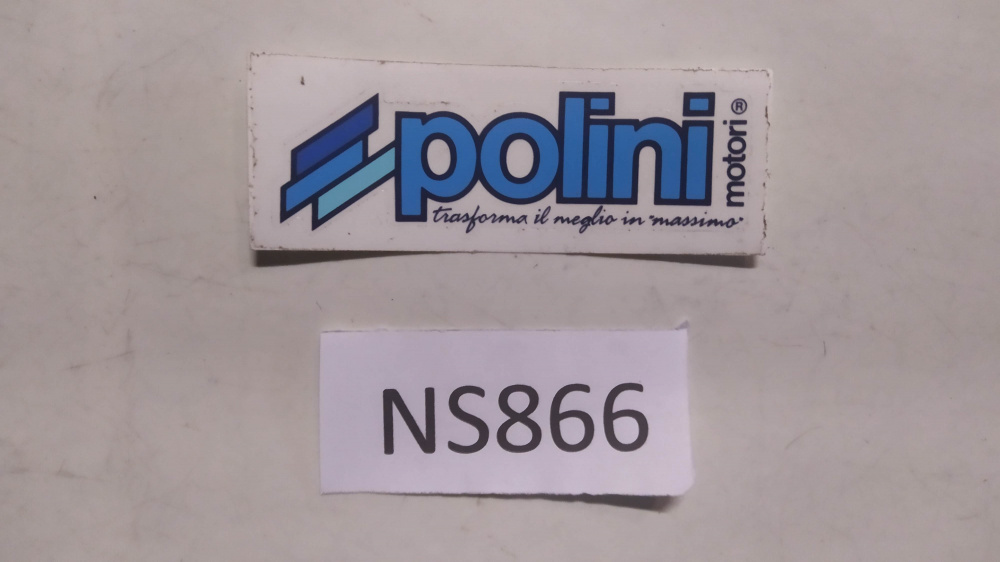 polini
motori®
trasforma il meglio in "massimo"
NS866